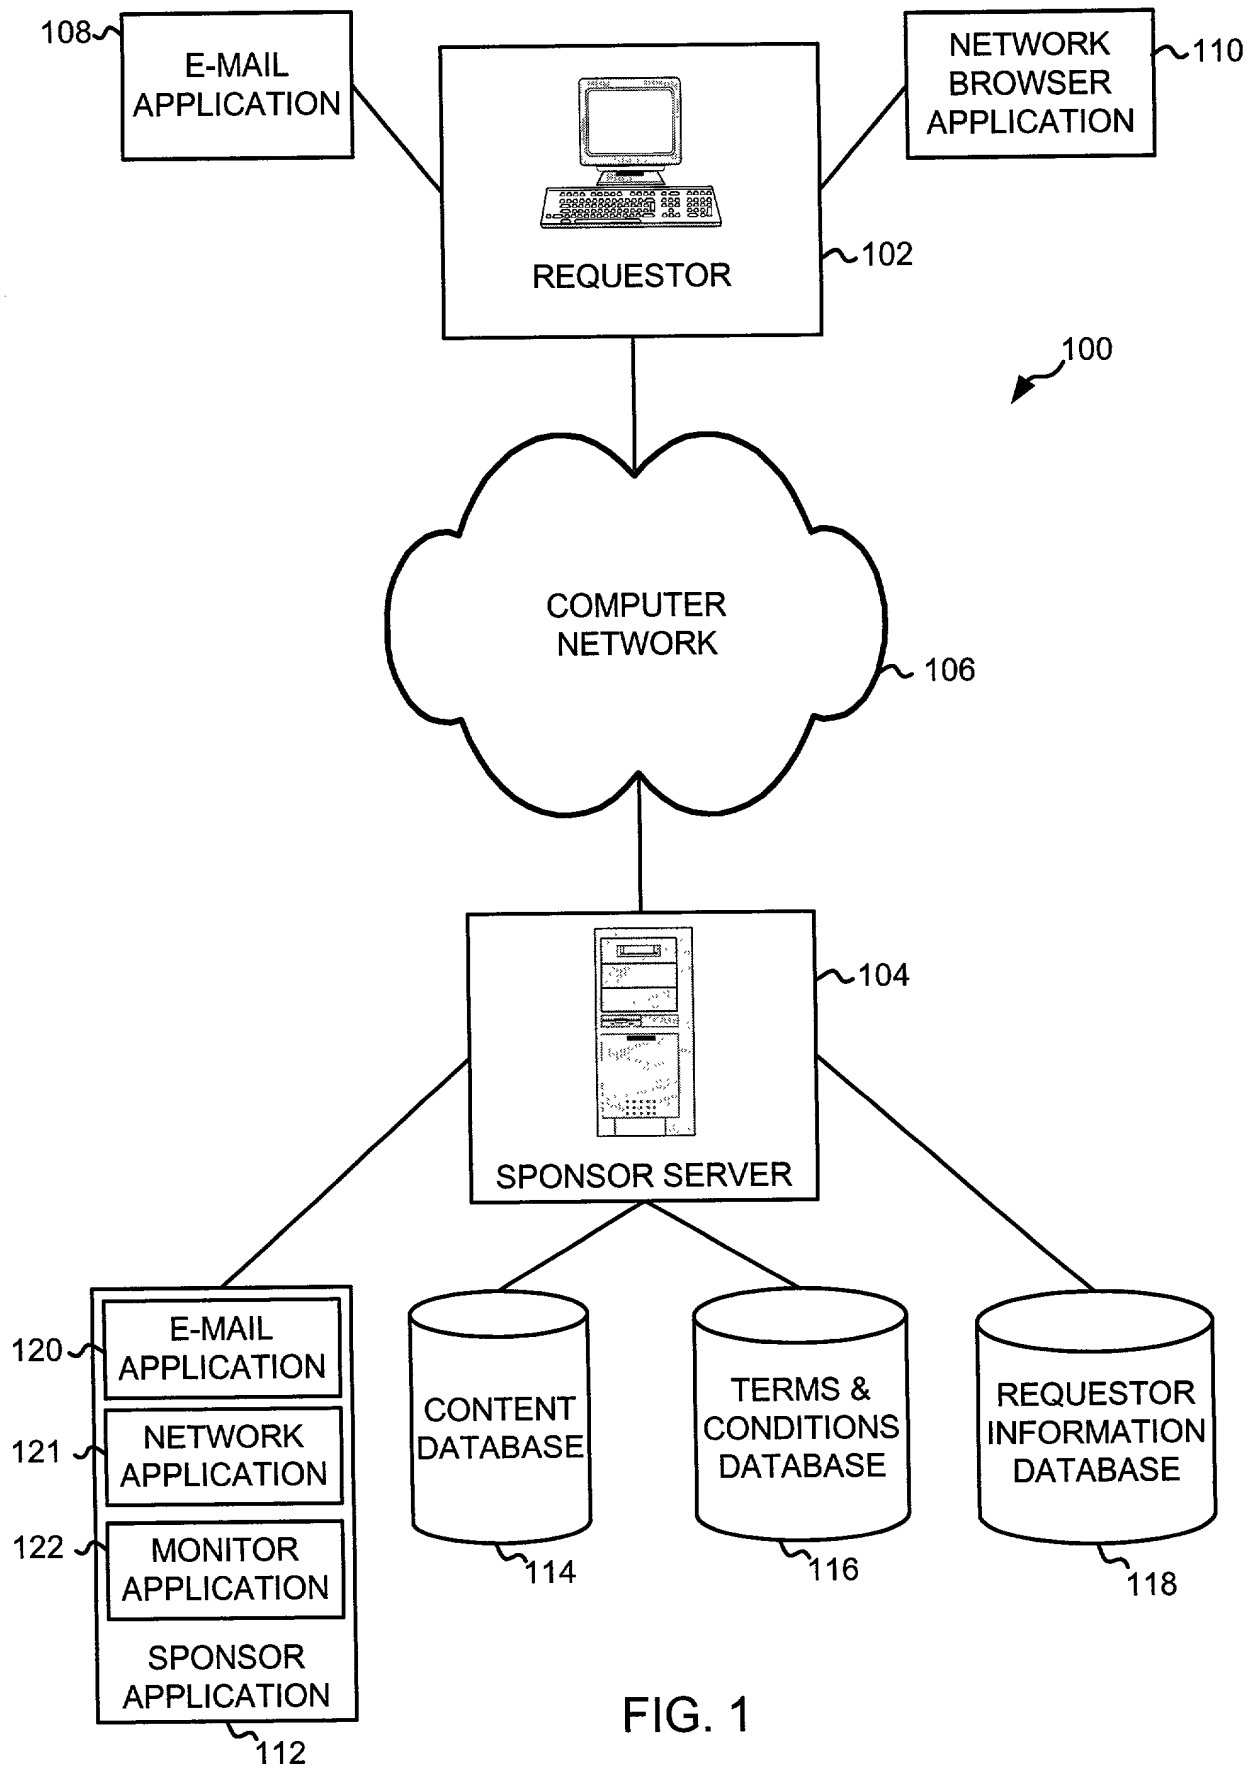 108
E-MAIL
APPLICATION
NETWORK
BROWSER
APPLICATION
110
REQUESTOR
102
100
COMPUTER
NETWORK
106
104
SPONSOR SERVER
120
E-MAIL
APPLICATION
121
NETWORK
APPLICATION
122
MONITOR
APPLICATION
SPONSOR
APPLICATION
112
CONTENT
DATABASE
114
TERMS &
CONDITIONS
DATABASE
116
REQUESTOR
INFORMATION
DATABASE
118
FIG. 1